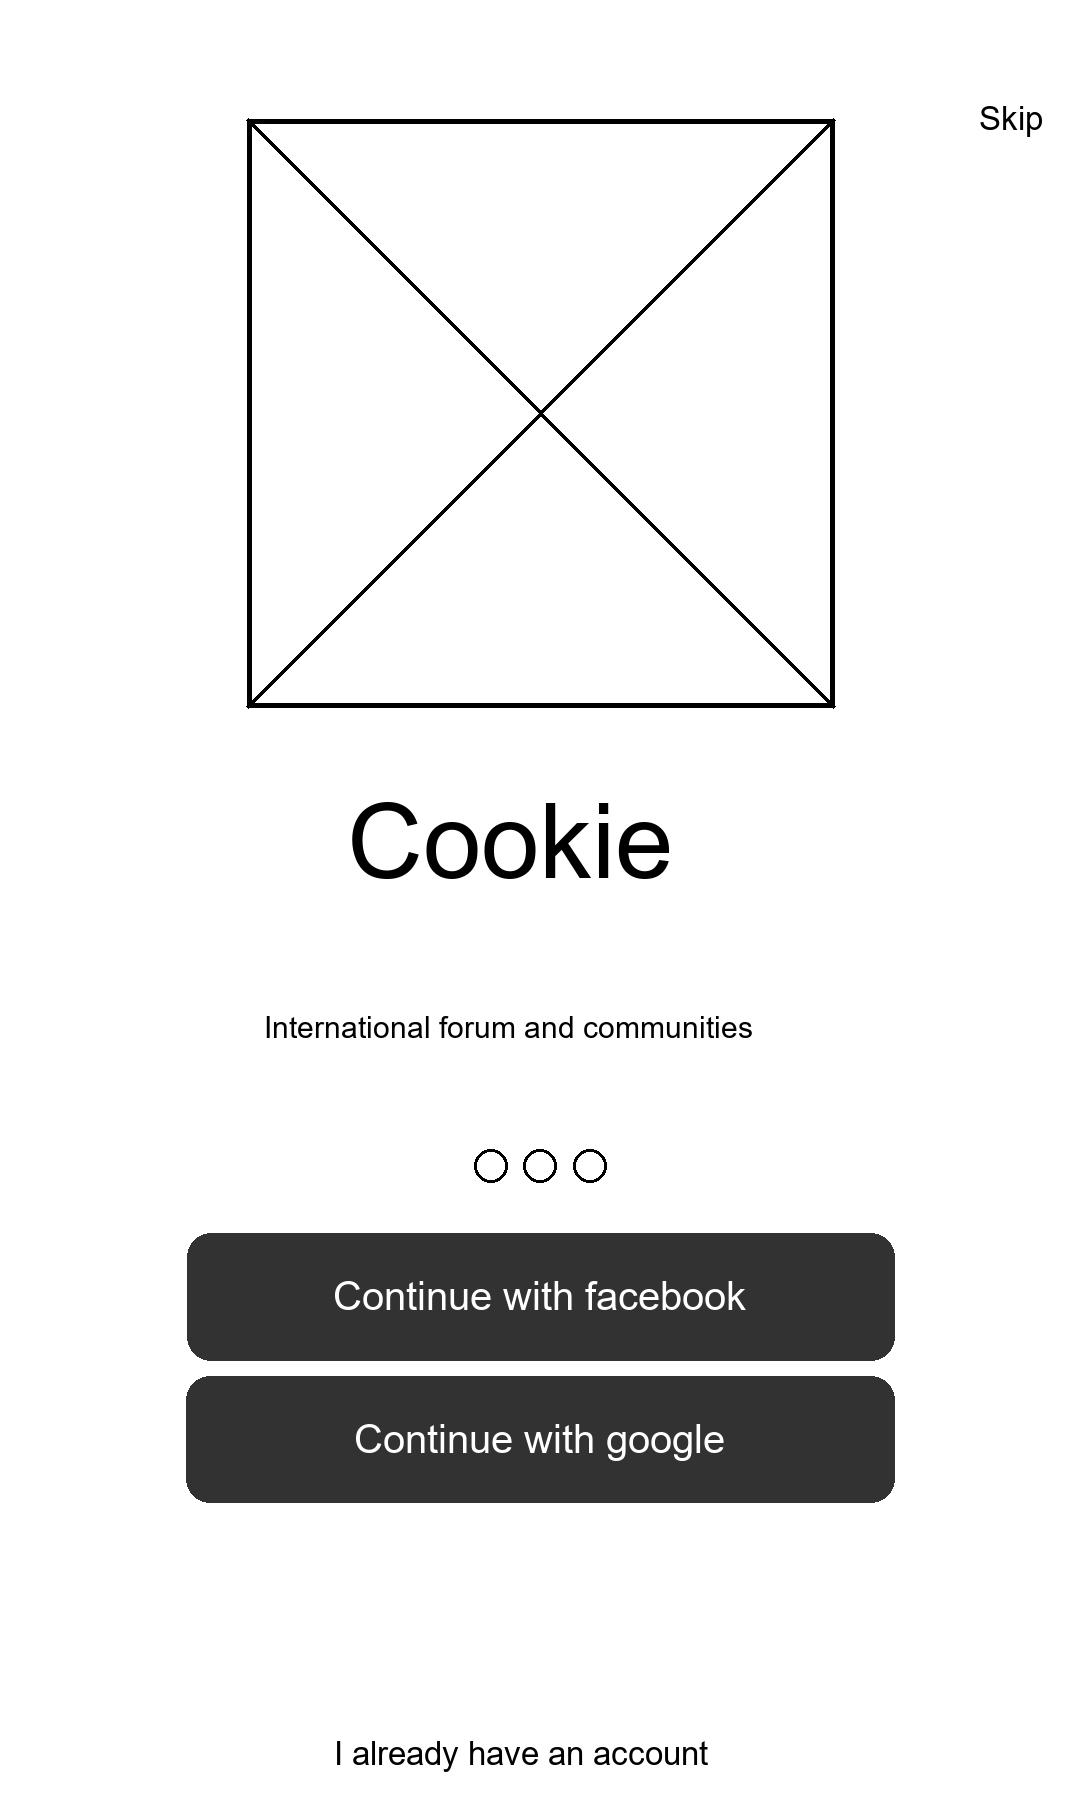 Skip
Cookie
International forum and communities
Continue with facebook
Continue with google
I already have an account